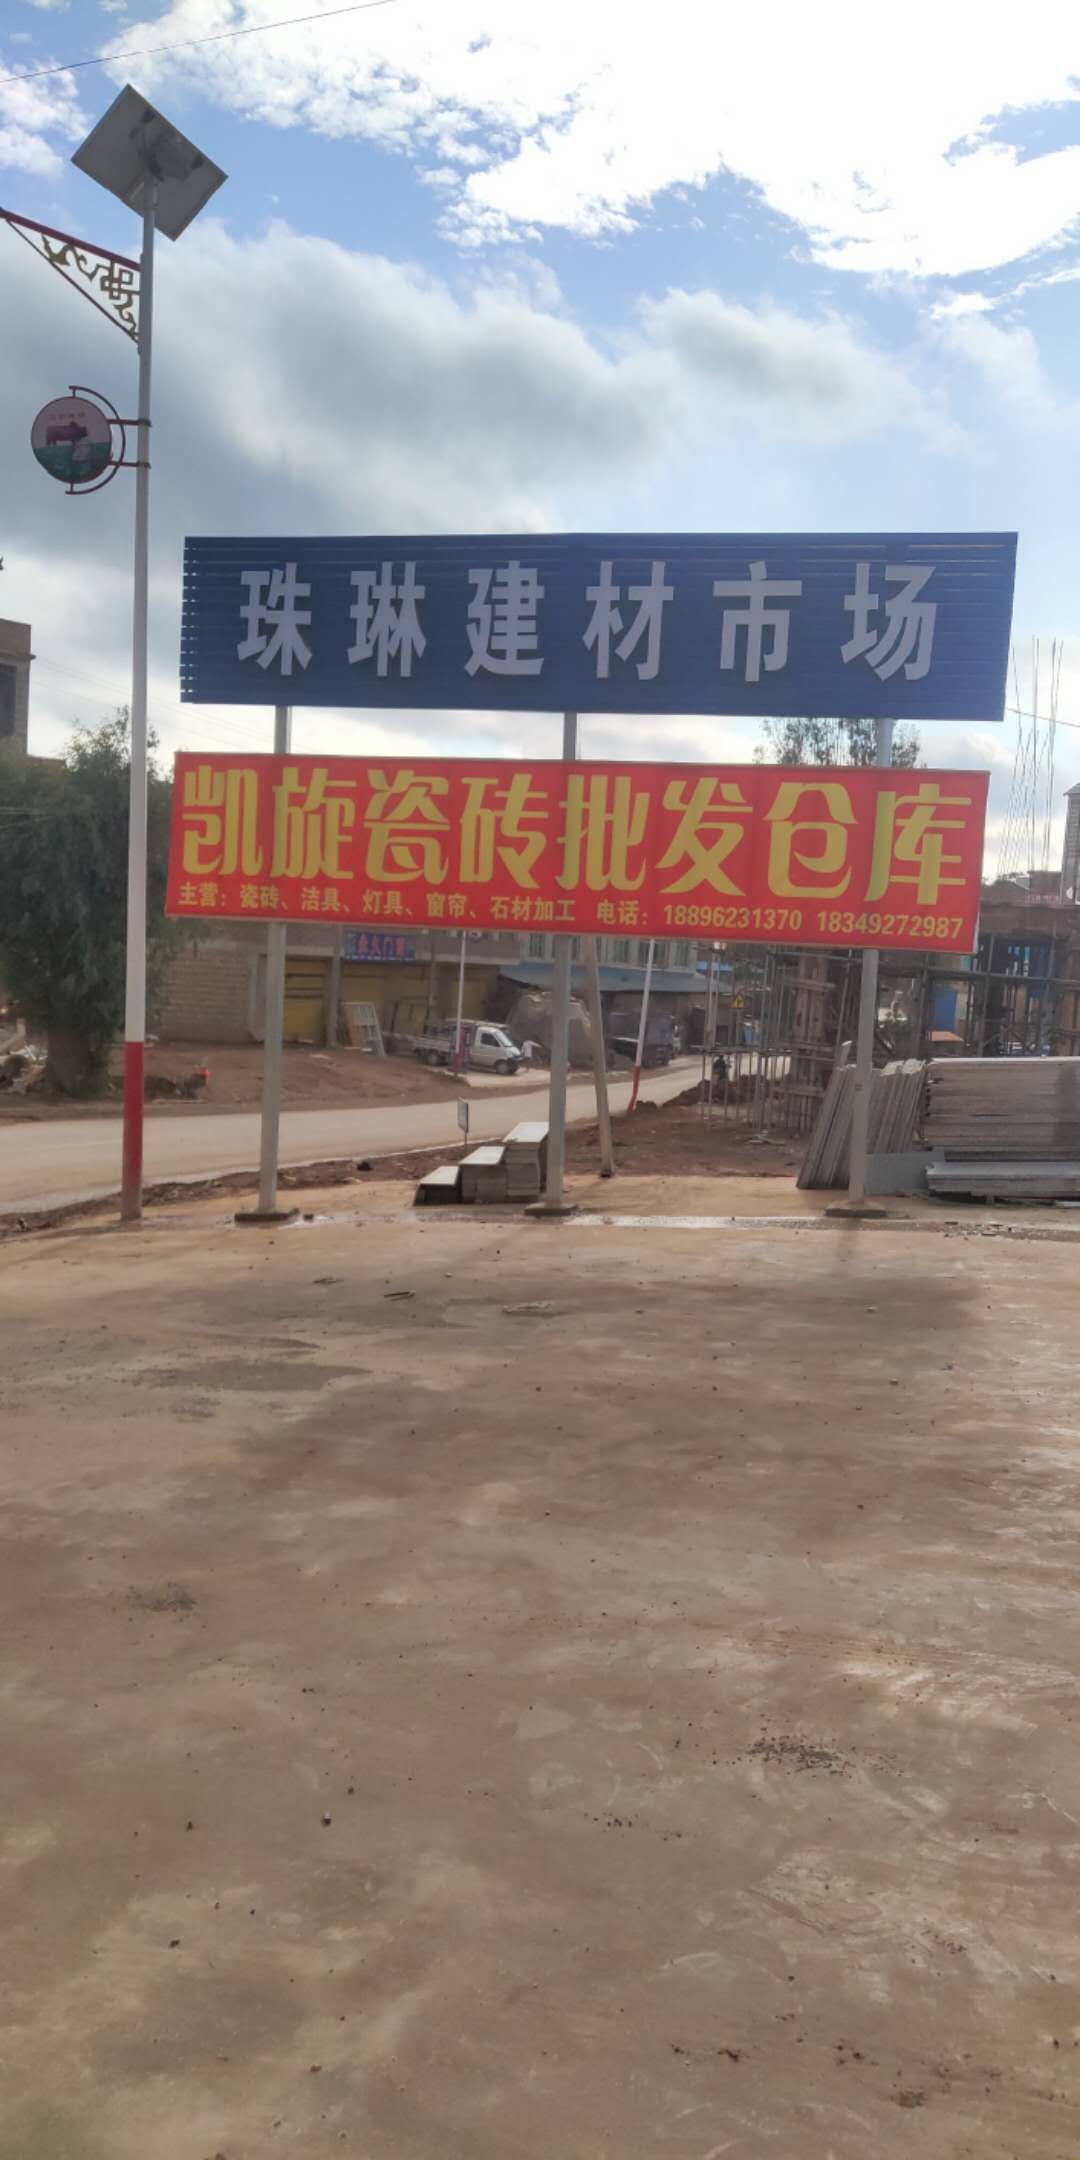 珠琳建材市场
凯旋瓷砖批发仓库
主营：瓷砖、洁具、灯具、窗帘、石材加工 电话：18896231370 18349272987